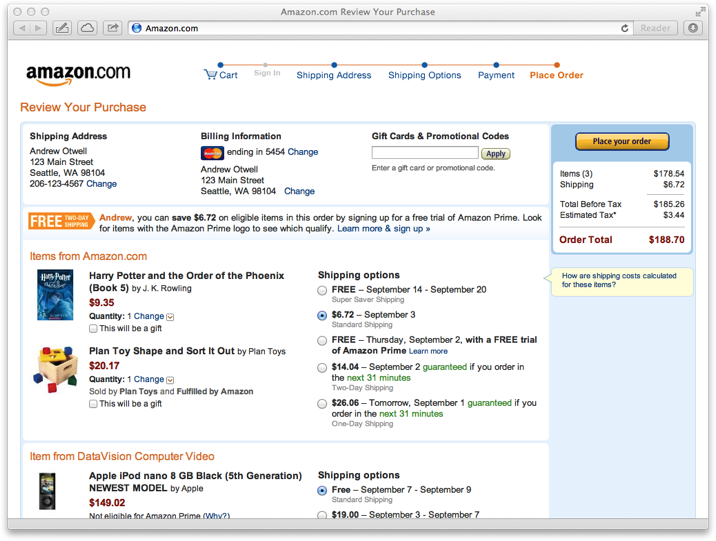 Amazon.com Review Your Purchase
Amazon.com
Reader
amazon.com
Cart
Sign In
Shipping Address
Shipping Options
Payment
Place Order
Review Your Purchase
Shipping Address
Andrew Otwell
123 Main Street
Seattle, WA 98104
206-123-4567 Change
Billing Information
MasterCard ending in 5454 Change
Andrew Otwell
123 Main Street
Seattle, WA 98104 Change
Gift Cards & Promotional Codes
Apply
Enter a gift card or promotional code.
Place your order
Items (3) $178.54
Shipping $6.72
Total Before Tax $185.26
Estimated Tax* $3.44
Order Total $188.70
How are shipping costs calculated
for these items?
FREE TWO-DAY SHIPPING
Andrew, you can save $6.72 on eligible items in this order by signing up for a free trial of Amazon Prime. Look
for items with the Amazon Prime logo to see which qualify. Learn more & sign up »
Items from Amazon.com
Harry Potter
Harry Potter and the Order of the Phoenix
(Book 5) by J. K. Rowling
$9.35
Quantity: 1 Change
This will be a gift
Plan Toy Shape and Sort It Out by Plan Toys
$20.17
Quantity: 1 Change
Sold by Plan Toys and Fulfilled by Amazon
This will be a gift
Shipping options
FREE – September 14 - September 20
Super Saver Shipping
$6.72 – September 3
Standard Shipping
FREE – Thursday, September 2, with a FREE trial
of Amazon Prime Learn more
$14.04 – September 2 guaranteed if you order in
the next 31 minutes
Two-Day Shipping
$26.06 – Tomorrow, September 1 guaranteed if you
order in the next 31 minutes
One-Day Shipping
Item from DataVision Computer Video
Apple iPod nano 8 GB Black (5th Generation)
NEWEST MODEL by Apple
$149.02
Not eligible for Amazon Prime (Why?)
Shipping options
Free – September 7 - September 9
Standard Shipping
$19.00 – September 3 - September 7